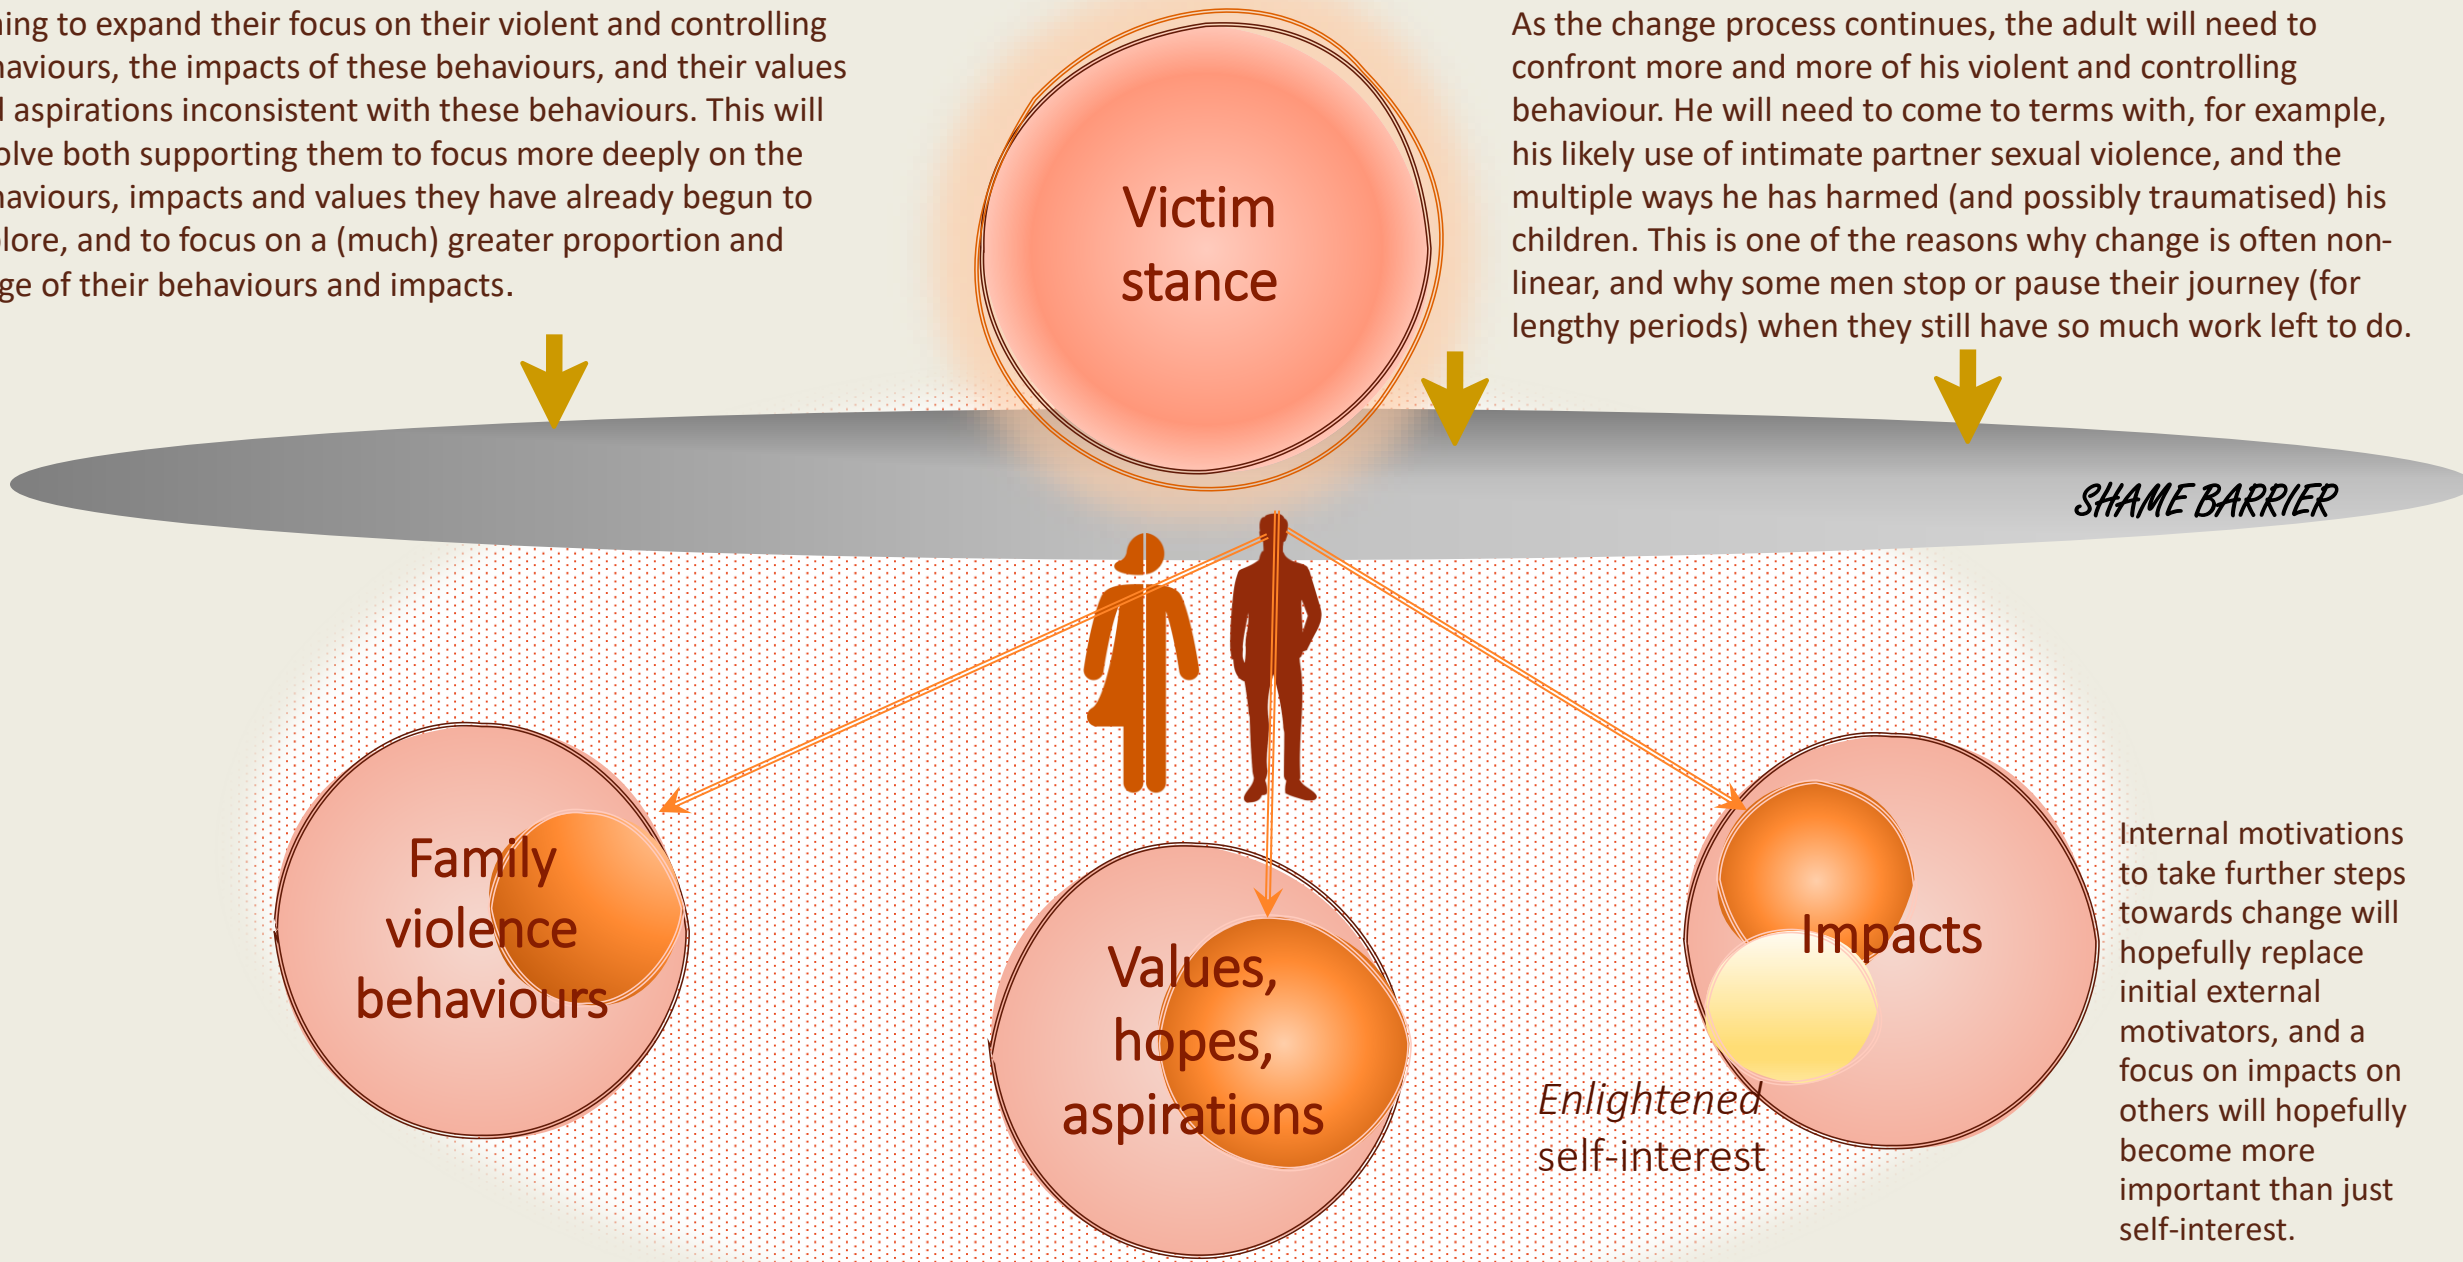 to expand their focus on their violent and controlling
the impacts of these behaviours, and their values
aspirations inconsistent with these behaviours. This will
both supporting them to focus more deeply on the
impacts and values they have already begun to
and to focus on a (much) greater proportion and
of their behaviours and impacts.
Victim
stance
As the change process continues, the adult will need to
confront more and more of his violent and controlling
behaviour. He will need to come to terms with, for example,
his likely use of intimate partner sexual violence, and the
multiple ways he has harmed (and possibly traumatised) his
children. This is one of the reasons why change is often non-
linear, and why some men stop or pause their journey (for
lengthy periods) when they still have so much work left to do.
SHAME BARRIER
Family
violence
behaviours
Values,
hopes,
aspirations
Impacts
Enlightened
self-interest
Internal motivations
to take further steps
towards change will
hopefully replace
initial external
motivators, and a
focus on impacts on
others will hopefully
become more
important than just
self-interest.